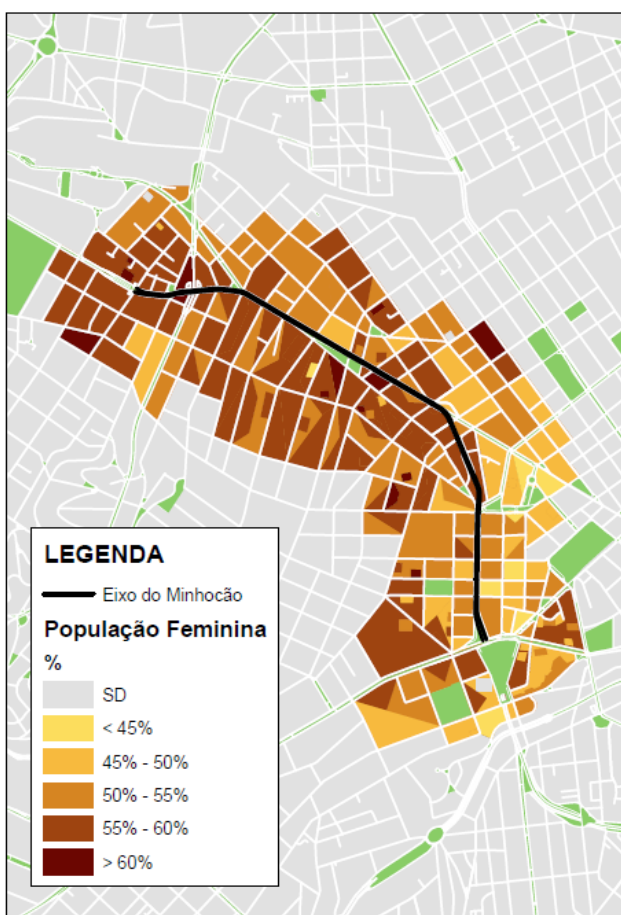 LEGENDA
Eixo do Minhocão
População Feminina
%
SD
< 45%
45% - 50%
50% - 55%
55% - 60%
> 60%